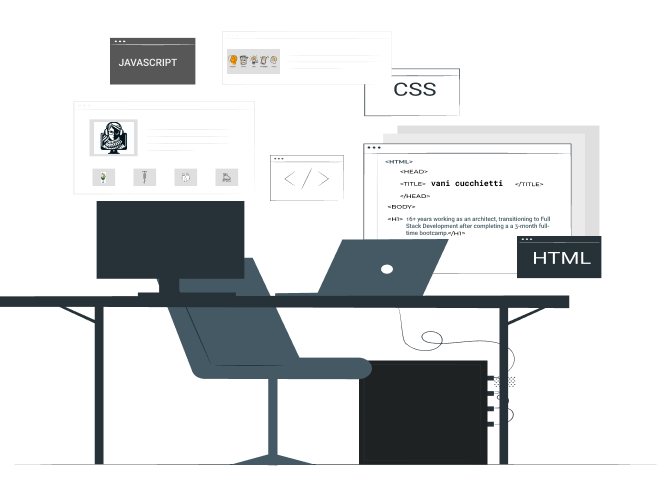 JAVASCRIPT
CSS
</>
<HTML>
<HEAD>
<TITLE> vani cucchietti </TITLE>
</HEAD>
<BODY>
<H1> 16+ years working as an architect, transitioning to Full
Stack Development after completing a a 3-month full-
time bootcamp.</H1>
HTML